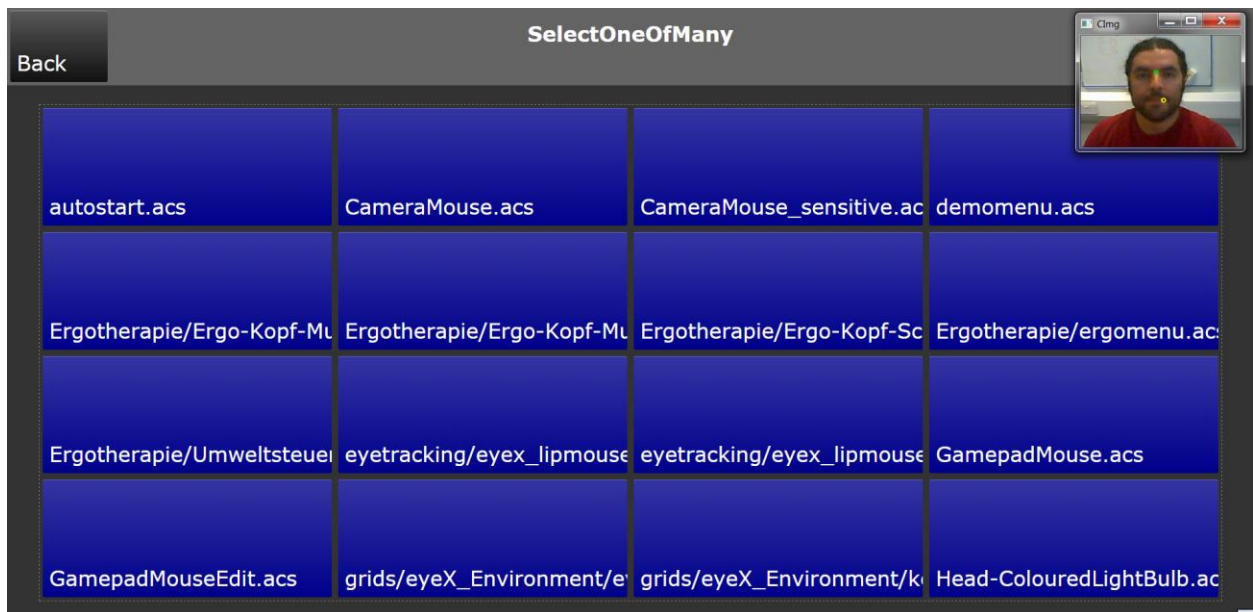 SelectOneOfMany
CImg
Back
autostart.acs
CameraMouse.acs
CameraMouse_sensitive.ac
demomenu.acs
Ergotherapie/Ergo-Kopf-Mu
Ergotherapie/Ergo-Kopf-Mu
Ergotherapie/Ergo-Kopf-Sc
Ergotherapie/ergomenu.acs
Ergotherapie/Umweltsteuer
eyetracking/eyex_lipmouse
eyetracking/eyex_lipmouse
GamepadMouse.acs
GamepadMouseEdit.acs
grids/eyeX_Environment/e
grids/eyeX_Environment/k
Head-ColouredLightBulb.ac